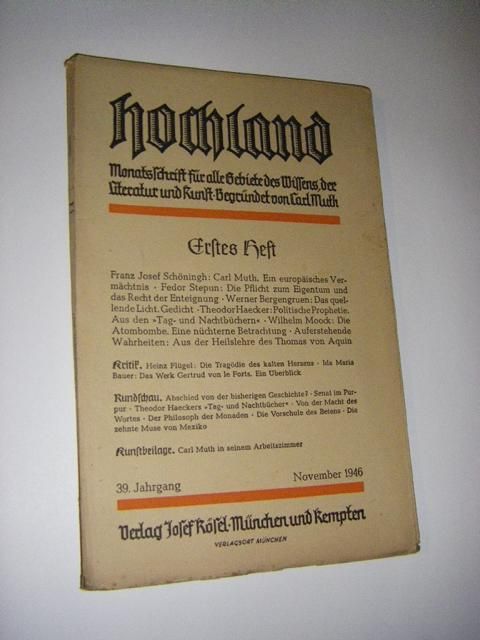 Hochland
Monatsschrift für alle Gebiete des Wissens, der
Literatur und Kunst · Begründet von Carl Muth
Erstes Heft
Franz Josef Schöningh: Carl Muth. Ein europäisches Ver-
mächtnis · Fedor Stepun: Die Pflicht zum Eigentum und
das Recht der Enteignung · Werner Bergengruen: Das quel-
lende Licht. Gedicht · Theodor Haecker: Politische Prophetie.
Aus den »Tag- und Nachtbüchern« · Wilhelm Moock: Die
Atombombe. Eine nüchterne Betrachtung · Auferstehende
Wahrheiten: Aus der Heilslehre des Thomas von Aquin
Kritik. Heinz Flügel: Die Tragödie des kalten Herzens · Ida Maria
Bauer: Das Werk Gertrud von le Forts. Ein Überblick
Rundschau. Abschied von der bisherigen Geschichte? · Senat im Pur-
pur · Theodor Haeckers »Tag- und Nachtbücher« · Von der Macht des
Wortes · Der Philosoph der Monaden · Die Vorschule des Betens · Die
zehnte Muse von Mexiko
Kunstbeilage. Carl Muth in seinem Arbeitszimmer
39. Jahrgang November 1946
Verlag Josef Kösel · München und Kempten
VERLAGSORT MÜNCHEN